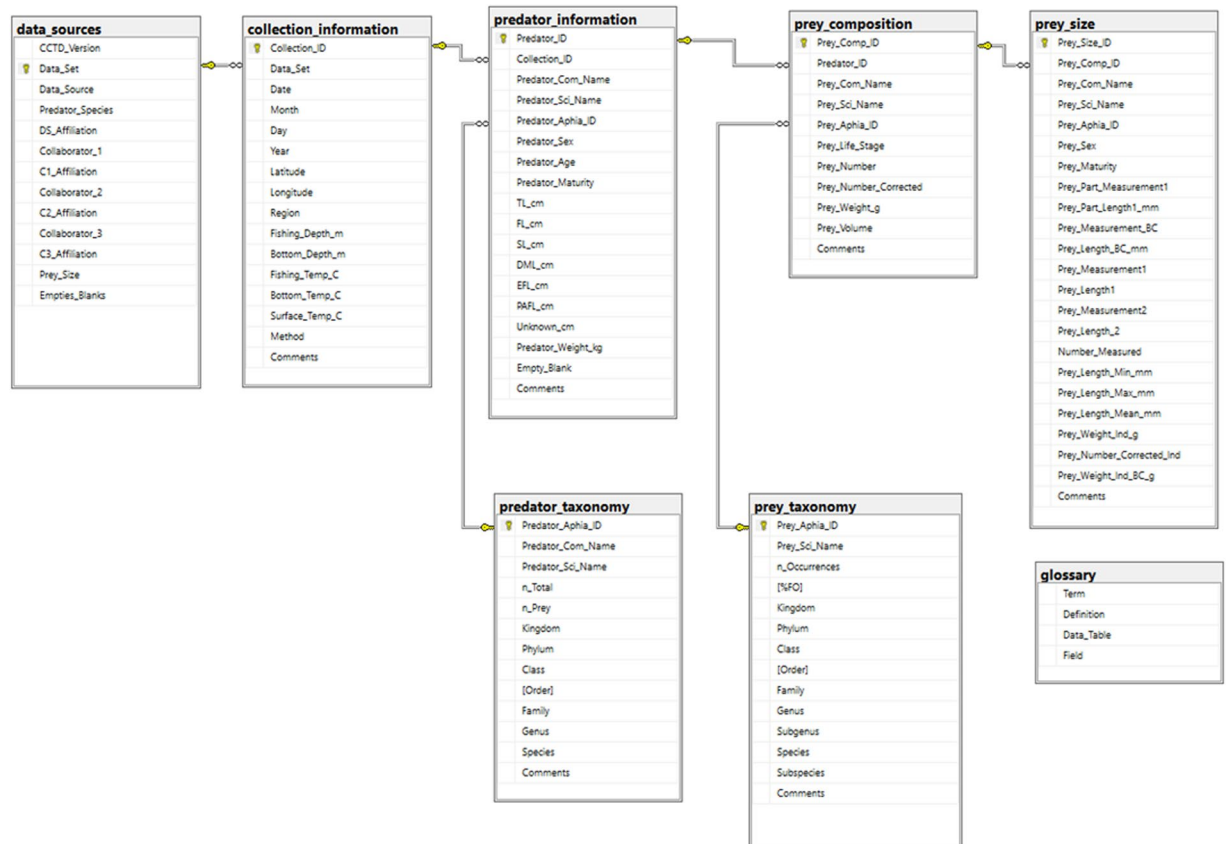 data_sources
CCTD_Version
Data_Set
Data_Source
Predator_Species
DS_Affiliation
Collaborator_1
C1_Affiliation
Collaborator_2
C2_Affiliation
Collaborator_3
C3_Affiliation
Prey_Size
Empties_Blanks
collection_information
Collection_ID
Data_Set
Date
Month
Day
Year
Latitude
Longitude
Region
Fishing_Depth_m
Bottom_Depth_m
Fishing_Temp_C
Bottom_Temp_C
Surface_Temp_C
Method
Comments
predator_information
Predator_ID
Collection_ID
Predator_Com_Name
Predator_Sci_Name
Predator_Aphia_ID
Predator_Sex
Predator_Age
Predator_Maturity
TL_cm
FL_cm
SL_cm
DML_cm
EFL_cm
PAFL_cm
Unknown_cm
Predator_Weight_kg
Empty_Blank
Comments
prey_composition
Prey_Comp_ID
Predator_ID
Prey_Com_Name
Prey_Sci_Name
Prey_Aphia_ID
Prey_Life_Stage
Prey_Number
Prey_Number_Corrected
Prey_Weight_g
Prey_Volume
Comments
prey_size
Prey_Size_ID
Prey_Comp_ID
Prey_Com_Name
Prey_Sci_Name
Prey_Aphia_ID
Prey_Sex
Prey_Maturity
Prey_Part_Measurement1
Prey_Part_Length1_mm
Prey_Measurement_BC
Prey_Length_BC_mm
Prey_Measurement1
Prey_Length1
Prey_Measurement2
Prey_Length_2
Number_Measured
Prey_Length_Min_mm
Prey_Length_Max_mm
Prey_Length_Mean_mm
Prey_Weight_Ind_g
Prey_Number_Corrected_Ind
Prey_Weight_Ind_BC_g
Comments
predator_taxonomy
Predator_Aphia_ID
Predator_Com_Name
Predator_Sci_Name
n_Total
n_Prey
Kingdom
Phylum
Class
[Order]
Family
Genus
Species
Comments
prey_taxonomy
Prey_Aphia_ID
Prey_Sci_Name
n_Occurrences
[%FO]
Kingdom
Phylum
Class
[Order]
Family
Genus
Subgenus
Species
Subspecies
Comments
glossary
Term
Definition
Data_Table
Field